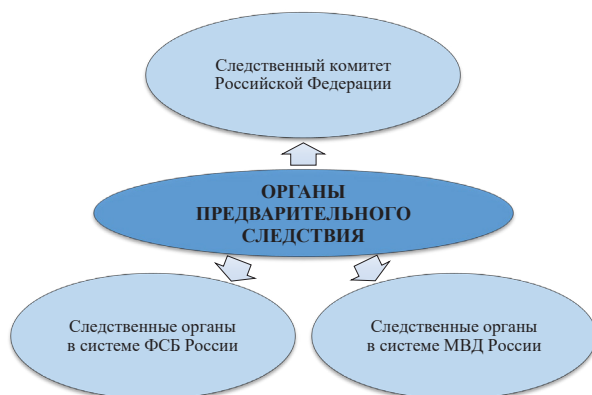 Следственный комитет
Российской Федерации
ОРГАНЫ
ПРЕДВАРИТЕЛЬНОГО
СЛЕДСТВИЯ
Следственные органы
в системе ФСБ России
Следственные органы
в системе МВД России